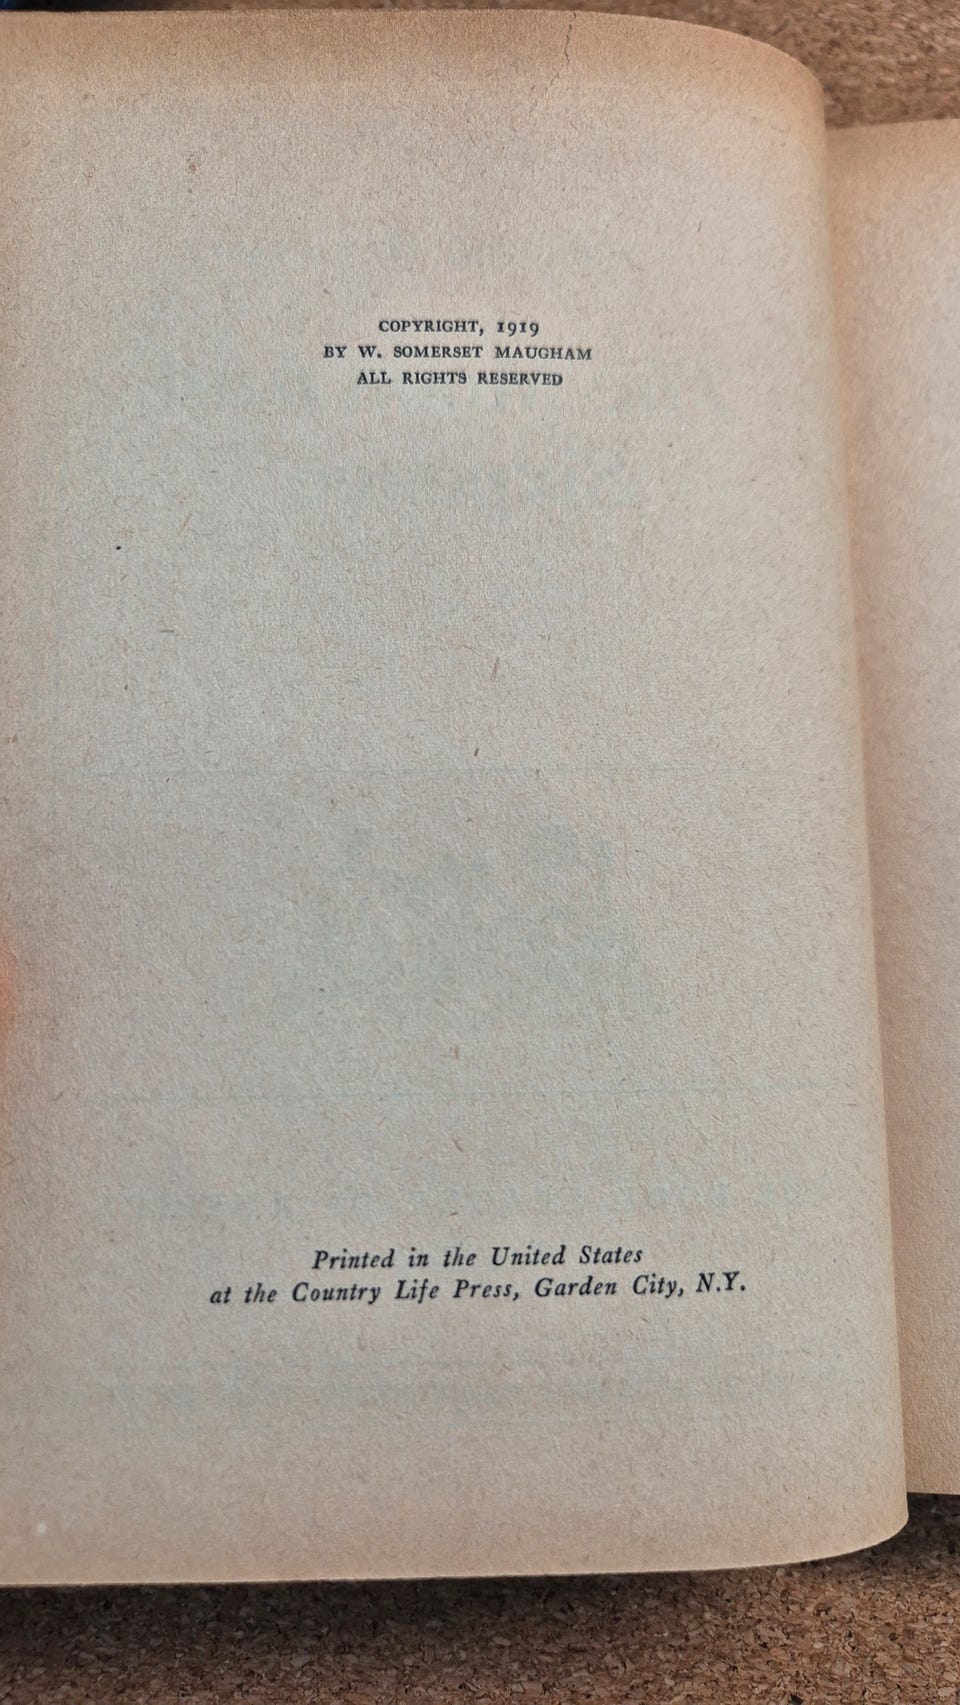 COPYRIGHT, 1919
BY W. SOMERSET MAUGHAM
ALL RIGHTS RESERVED
Printed in the United States
at the Country Life Press, Garden City, N.Y.